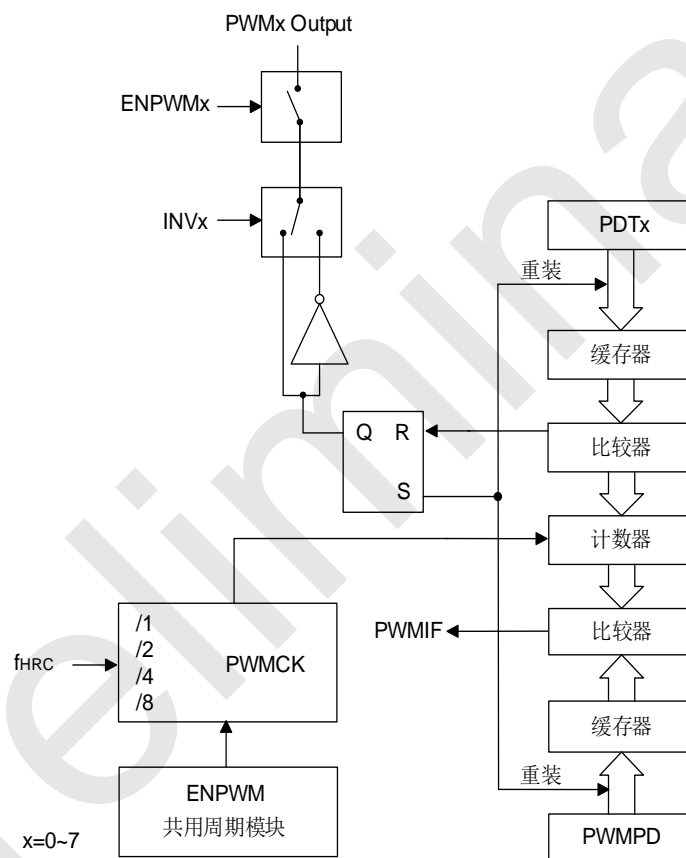 PWMx Output
ENPWMx
INVx
PDTx
重装
缓存器
Q R
比较器
S
计数器
/1
/2
/4
/8
PWMCK
fHRC
PWMIF
比较器
缓存器
重装
ENPWM
共用周期模块
PWMPD
x=0~7
elimina